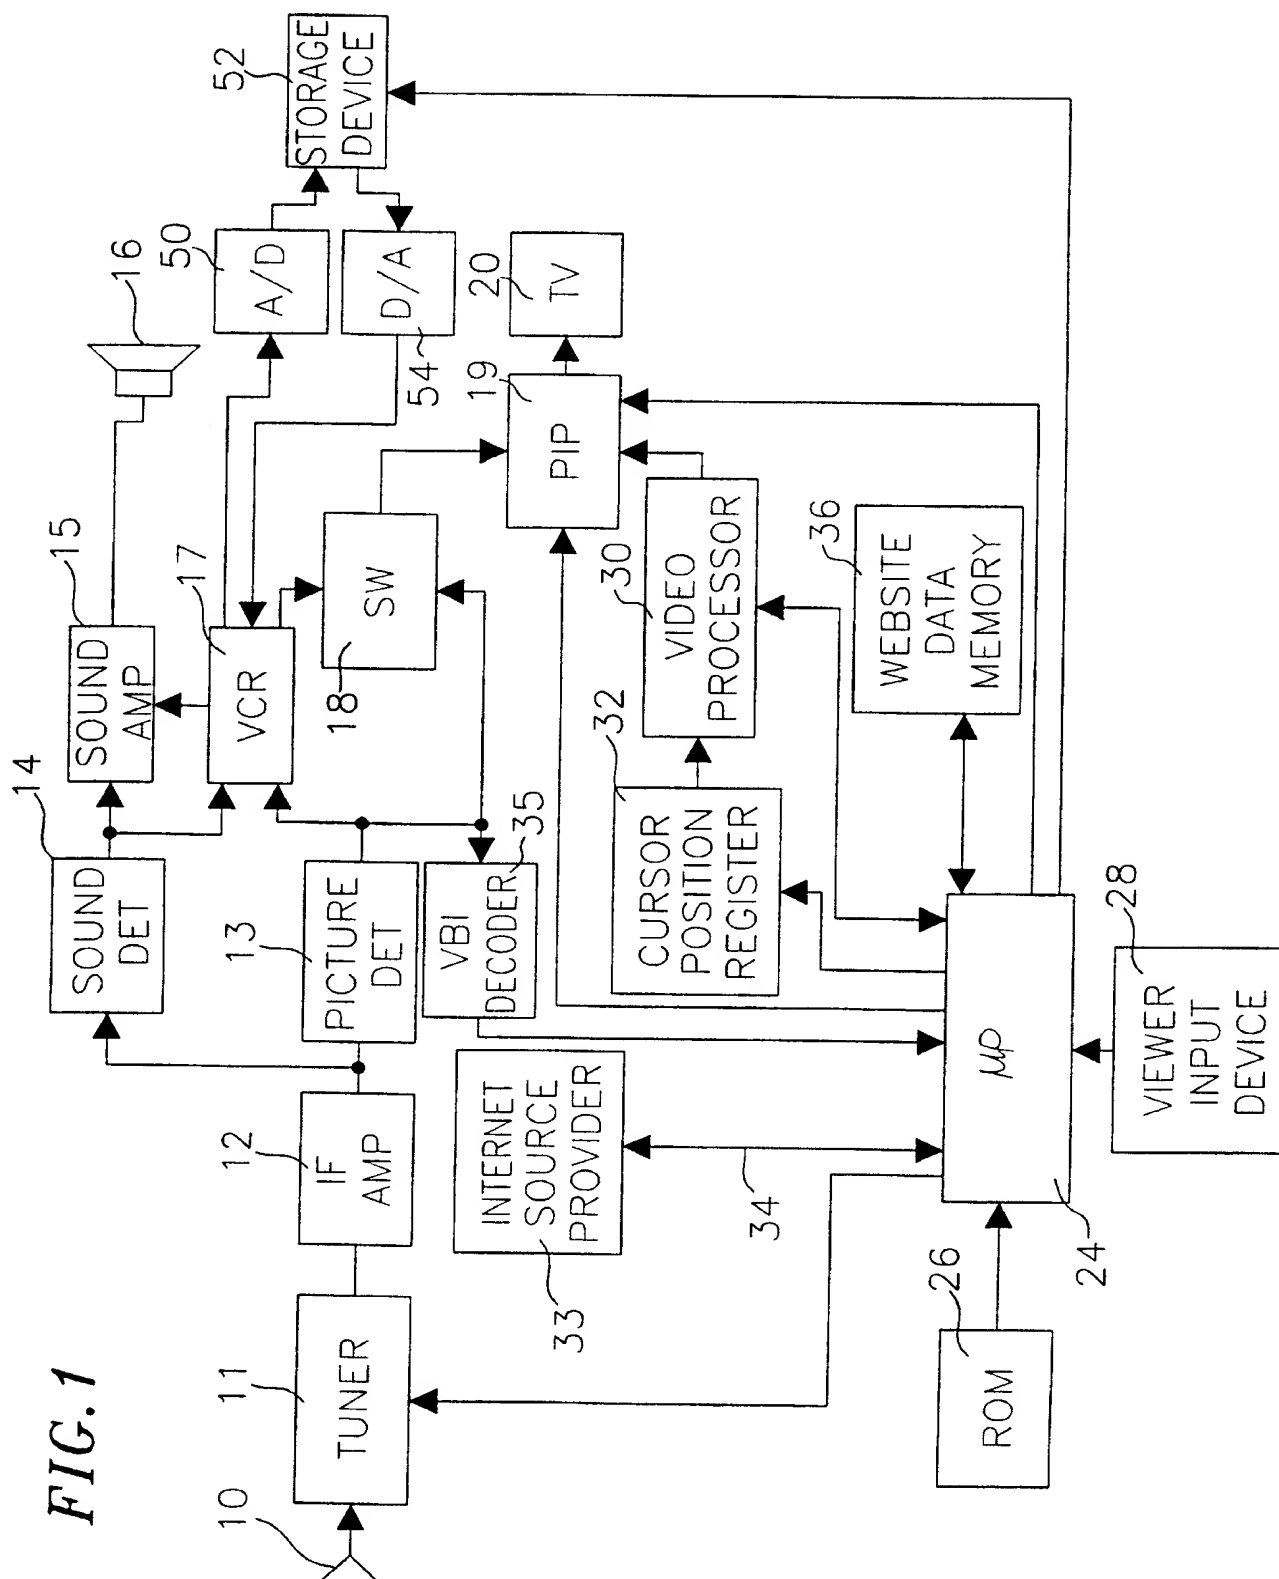 FIG. 1
10
11
TUNER
12
IF
AMP
13
PICTURE
DET
14
SOUND
DET
15
SOUND
AMP
16
17
VCR
18
SW
50
A/D
52
STORAGE
DEVICE
54
D/A
19
PIP
20
TV
35
VBI
DECODER
33
INTERNET
SOURCE
PROVIDER
34
32
CURSOR
POSITION
REGISTER
30
VIDEO
PROCESSOR
36
WEBSITE
DATA
MEMORY
26
ROM
24
μp
28
VIEWER
INPUT
DEVICE